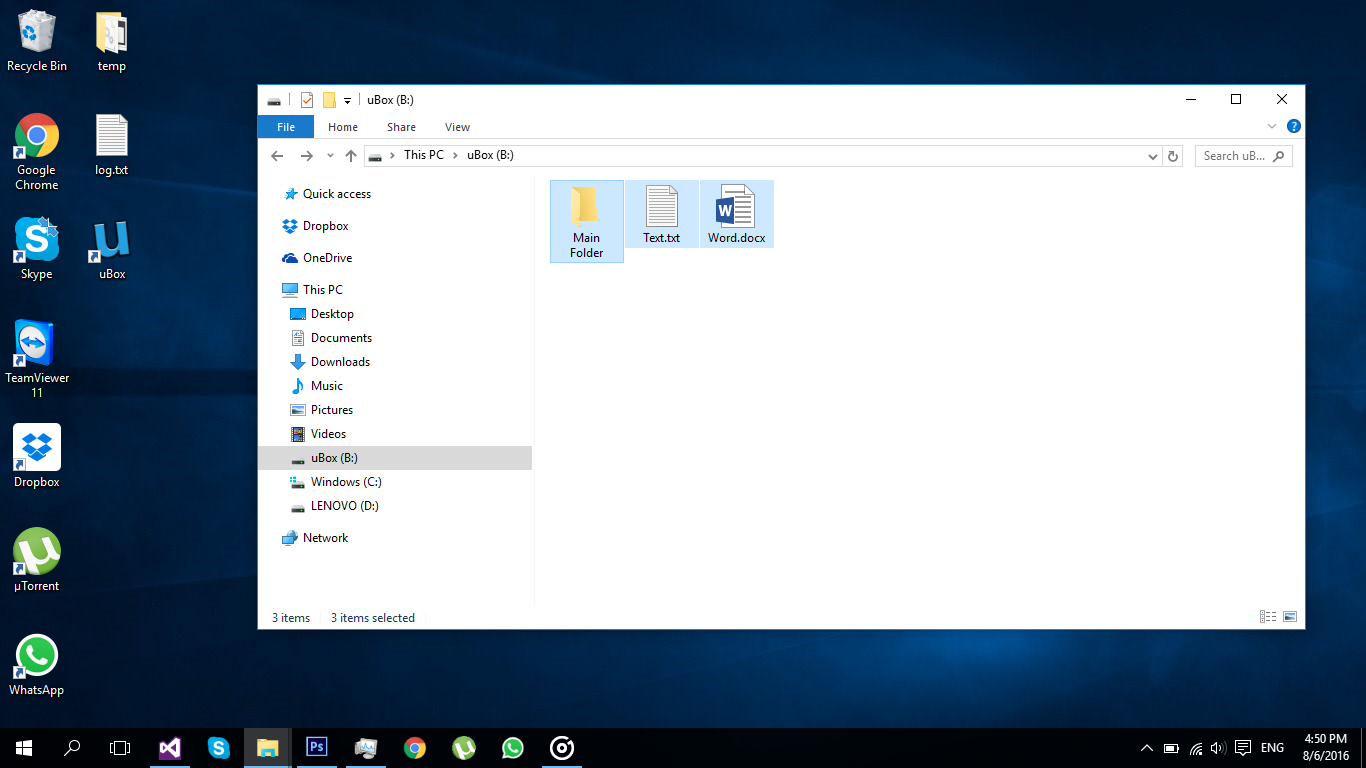 Recycle Bin
temp
Google
Chrome
log.txt
Skype
uBox
TeamViewer
11
Dropbox
µTorrent
WhatsApp
uBox (B:)
File Home Share View
This PC uBox (B:)
Search uB...
Quick access
Dropbox
OneDrive
This PC
Desktop
Documents
Downloads
Music
Pictures
Videos
uBox (B:)
Windows (C:)
LENOVO (D:)
Network
Main
Folder
Text.txt
Word.docx
3 items 3 items selected
Ps
ENG
4:50 PM
8/6/2016